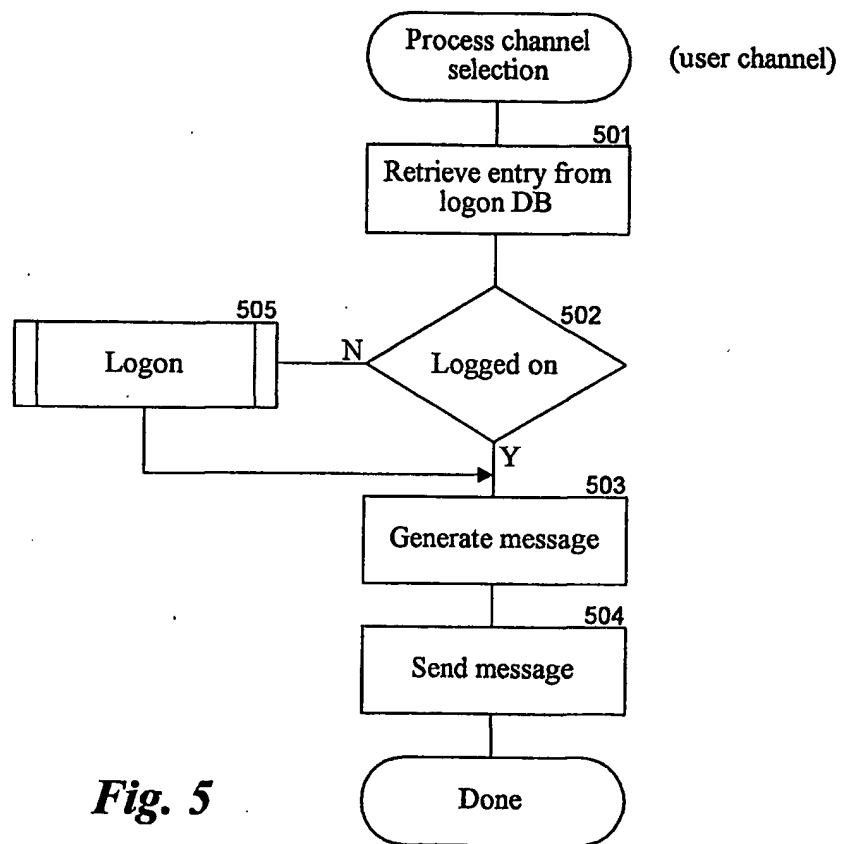 Process channel
selection
(user channel)
501
Retrieve entry from
logon DB
502
Logged on
N
505
Logon
Y
503
Generate message
504
Send message
Done
Fig. 5